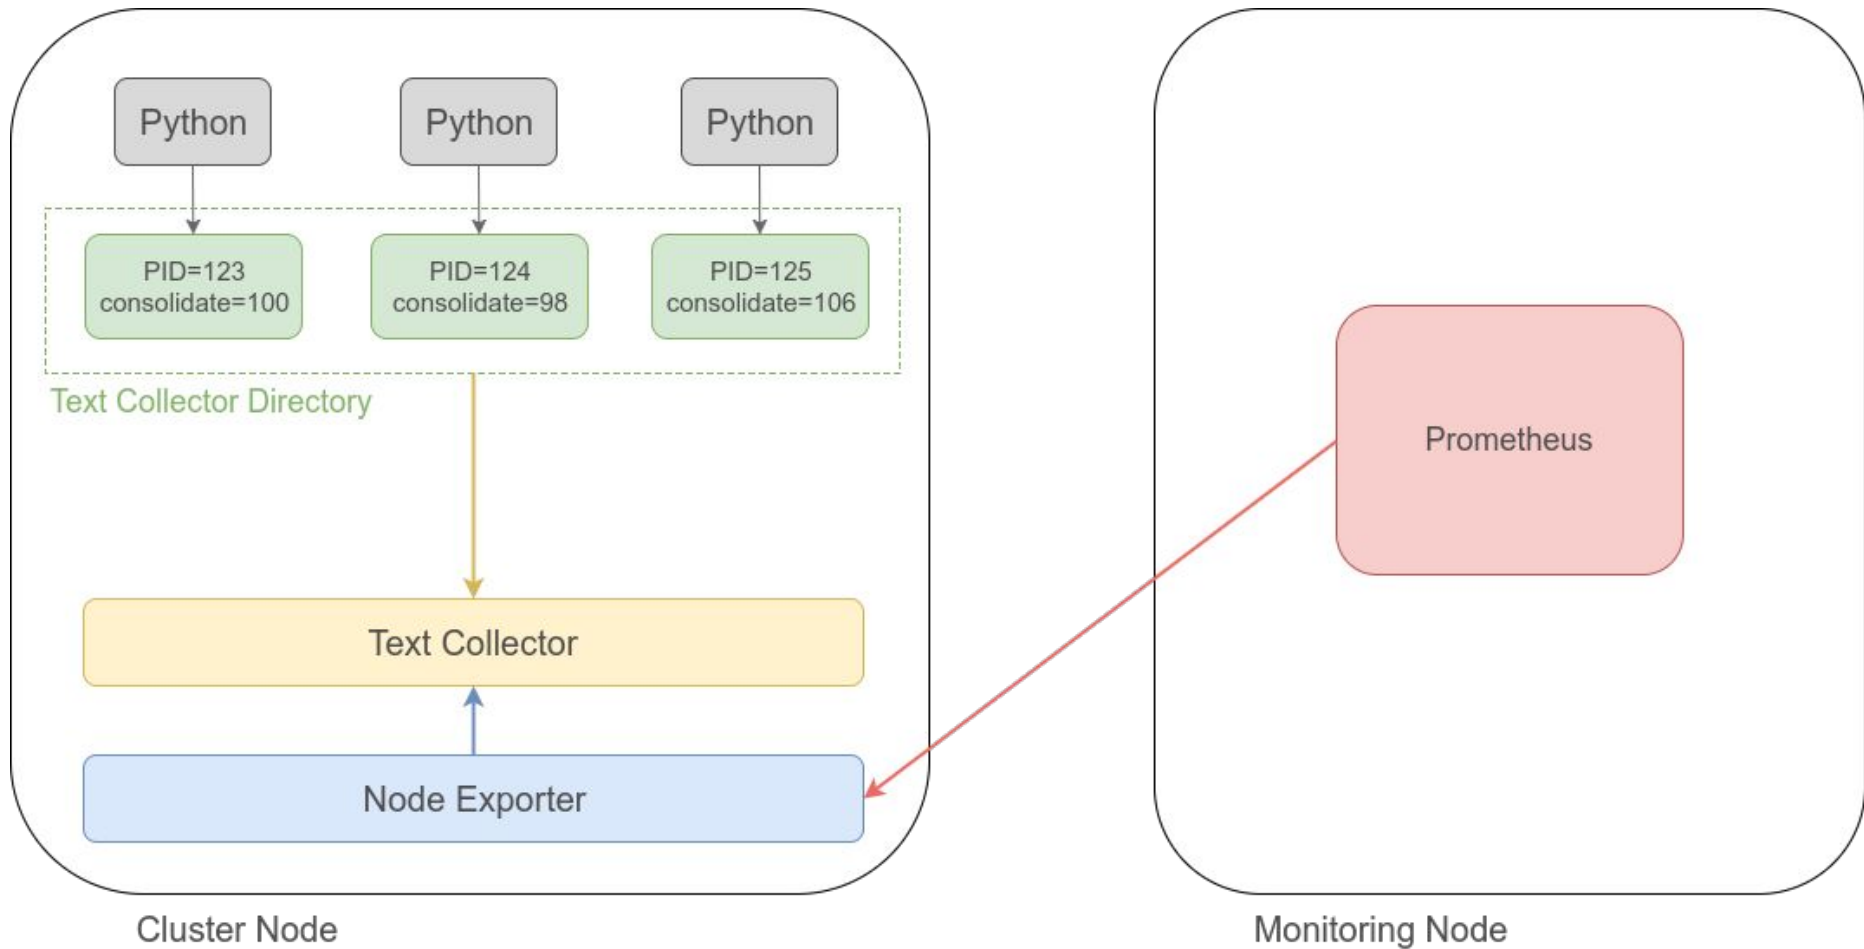 Python
Python
Python
PID=123
consolidate=100
PID=124
consolidate=98
PID=125
consolidate=106
Text Collector Directory
Prometheus
Text Collector
Node Exporter
Cluster Node
Monitoring Node